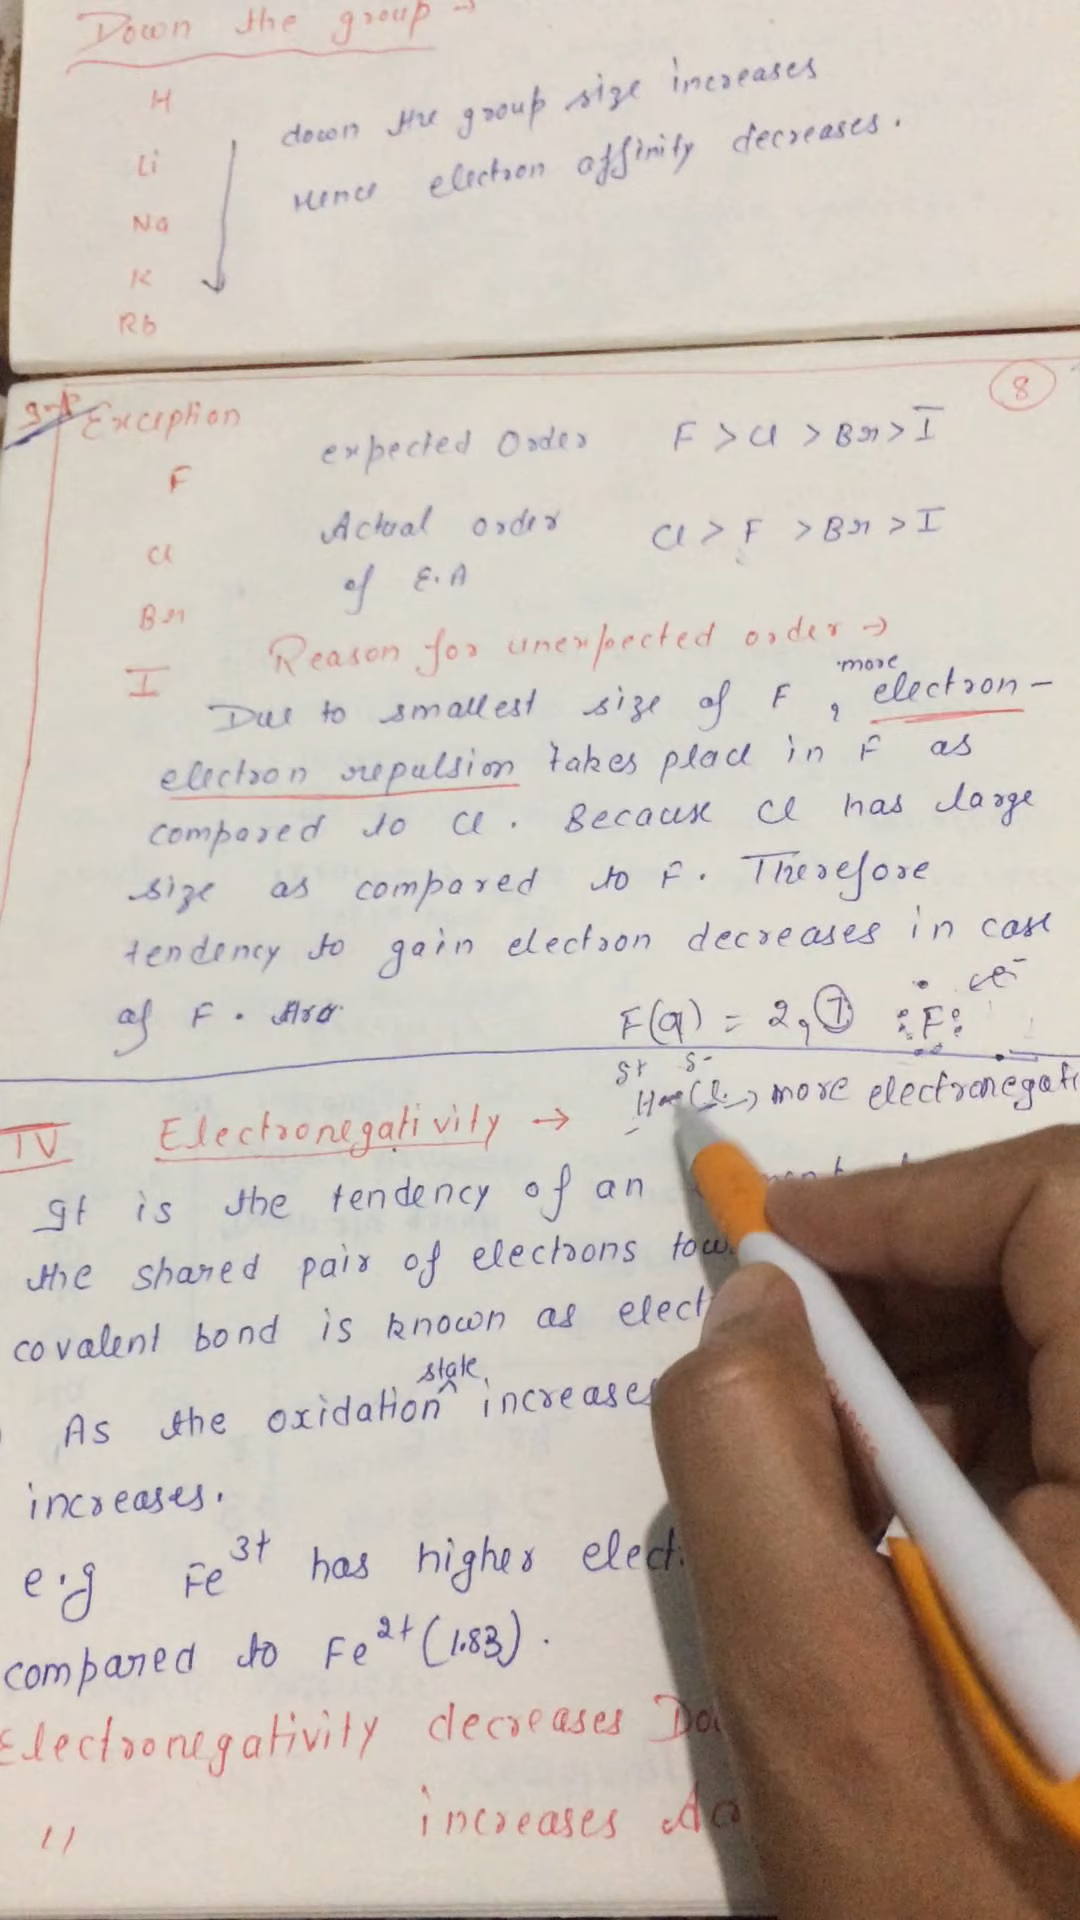 Down the group →
H
Li
Na
K
Rb
down the group size increases
Hence electron affinity decreases.
8
Exception
expected Order F > Cl > Br > I
F
Actual order Cl > F > Br > I
Cl
of E.A
Br
Reason for unexpected order →
I
more
Due to smallest size of F, electron-
electron repulsion takes place in F as
compared to Cl. Because Cl has large
size as compared to F. Therefore
tendency to gain electron decreases in case
of F.
F(9) = 2,7 :F: e-
δ+ δ-
H Cl → more electronegati
IV Electronegativity →
It is the tendency of an
the shared pair of electrons
covalent bond is known as elect
state
As the oxidation ^ increases
increases.
e.g Fe3+ has higher elect
compared to Fe2+ (1.83).
Electronegativity decreases Do
" increases Ac